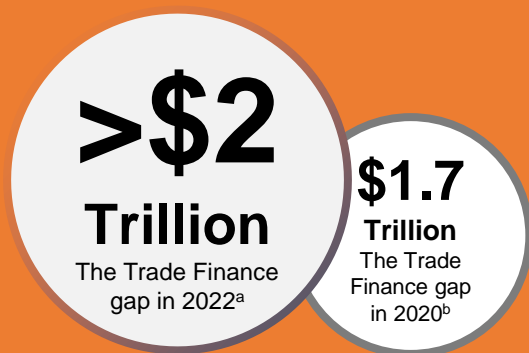 >$2
Trillion
The Trade Finance
gap in 2022ᵃ
$1.7
Trillion
The Trade
Finance gap
in 2020ᵇ